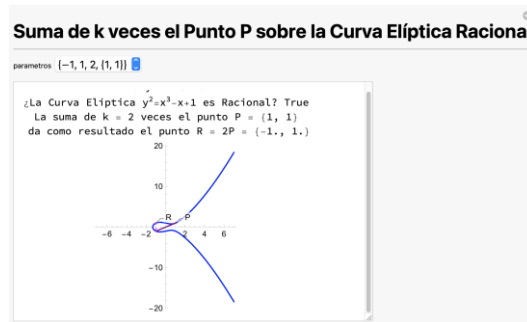 Suma de k veces el Punto P sobre la Curva Elíptica Raciona
parametros {-1, 1, 2, {1, 1}}
¿La Curva Eliptica y²=x³-x+1 es Racional? True
La suma de k = 2 veces el punto P = {1, 1}
da como resultado el punto R = 2P = {-1., 1.}
20
10
R P
-6 -4 -2 2 4 6
-10
-20